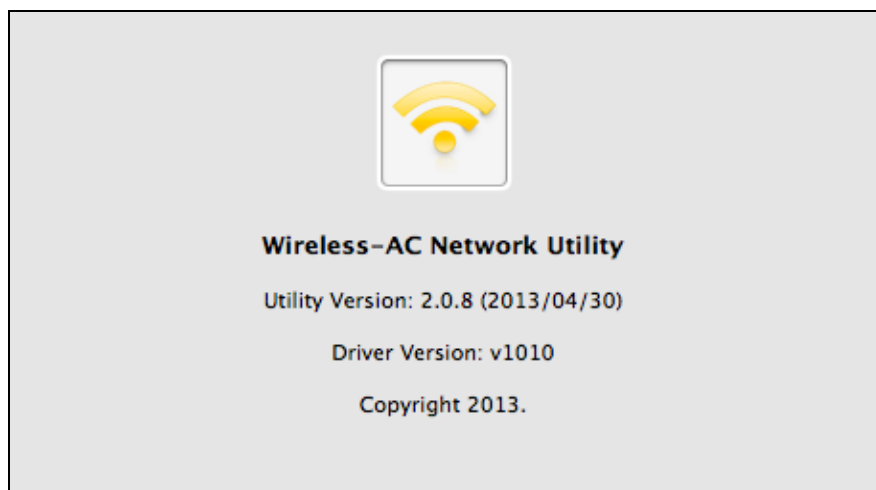 Wireless-AC Network Utility
Utility Version: 2.0.8 (2013/04/30)
Driver Version: v1010
Copyright 2013.